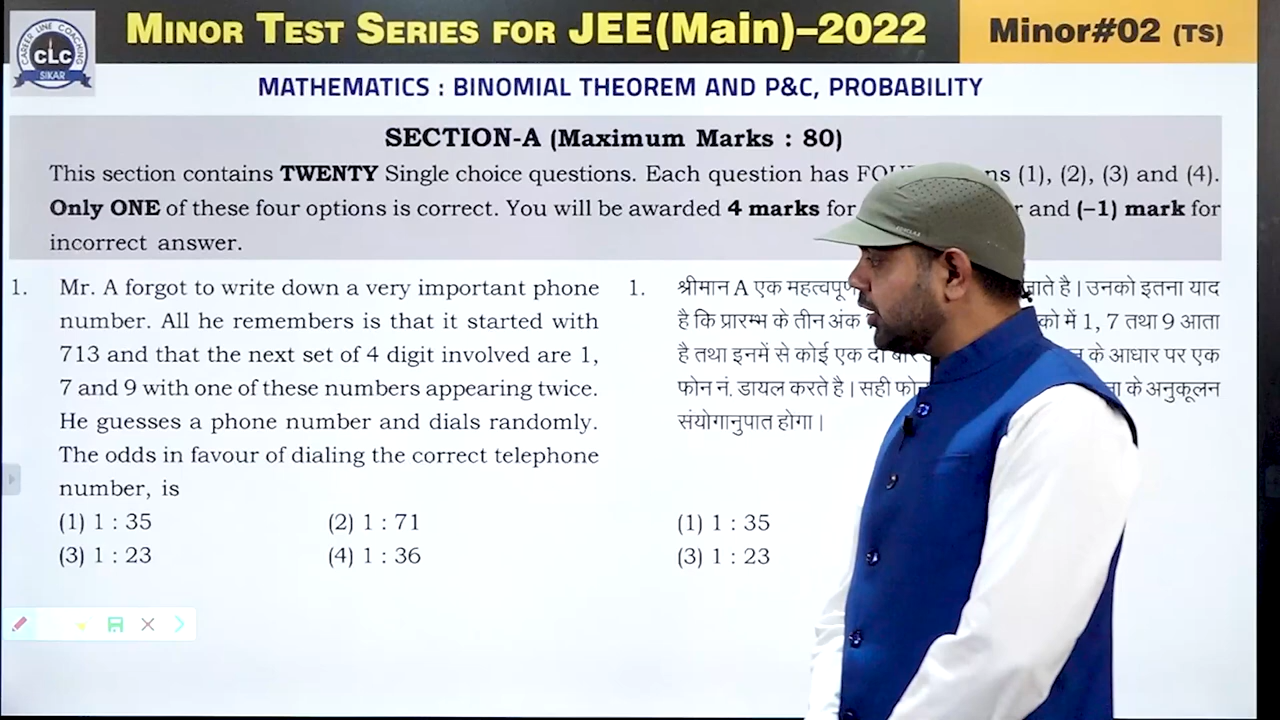 CAREER LINE COACHING
CLC
SIKAR
MINOR TEST SERIES FOR JEE(MAIN)–2022
Minor#02 (TS)
MATHEMATICS : BINOMIAL THEOREM AND P&C, PROBABILITY
SECTION-A (Maximum Marks : 80)
This section contains TWENTY Single choice questions. Each question has (1), (2), (3) and (4).
Only ONE of these four options is correct. You will be awarded 4 marks for and (–1) mark for
incorrect answer.
1. Mr. A forgot to write down a very important phone
number. All he remembers is that it started with
713 and that the next set of 4 digit involved are 1,
7 and 9 with one of these numbers appearing twice.
He guesses a phone number and dials randomly.
The odds in favour of dialing the correct telephone
number, is
(1) 1 : 35 (2) 1 : 71
(3) 1 : 23 (4) 1 : 36
1. श्रीमान A एक महत्वपूर्ण है। उनको इतना याद
है कि प्रारम्भ के तीन अंक में 1, 7 तथा 9 आता
है तथा इनमें से कोई एक दो बार के आधार पर एक
फोन नं. डायल करते है। सही के अनुकूलन
संयोगानुपात होगा।
(1) 1 : 35
(3) 1 : 23